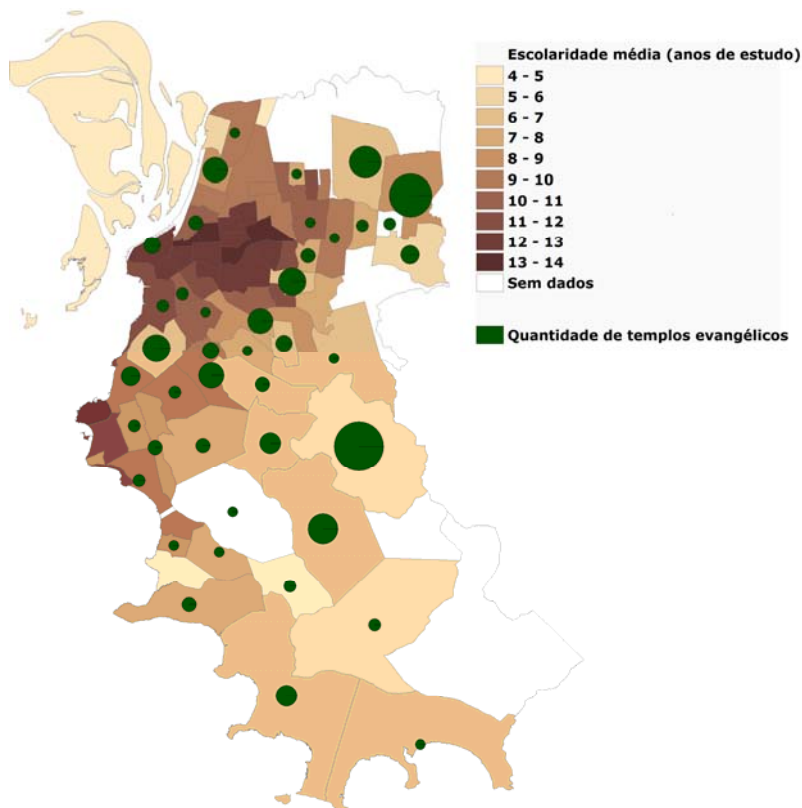 Escolaridade média (anos de estudo)
4 - 5
5 - 6
6 - 7
7 - 8
8 - 9
9 - 10
10 - 11
11 - 12
12 - 13
13 - 14
Sem dados
Quantidade de templos evangélicos